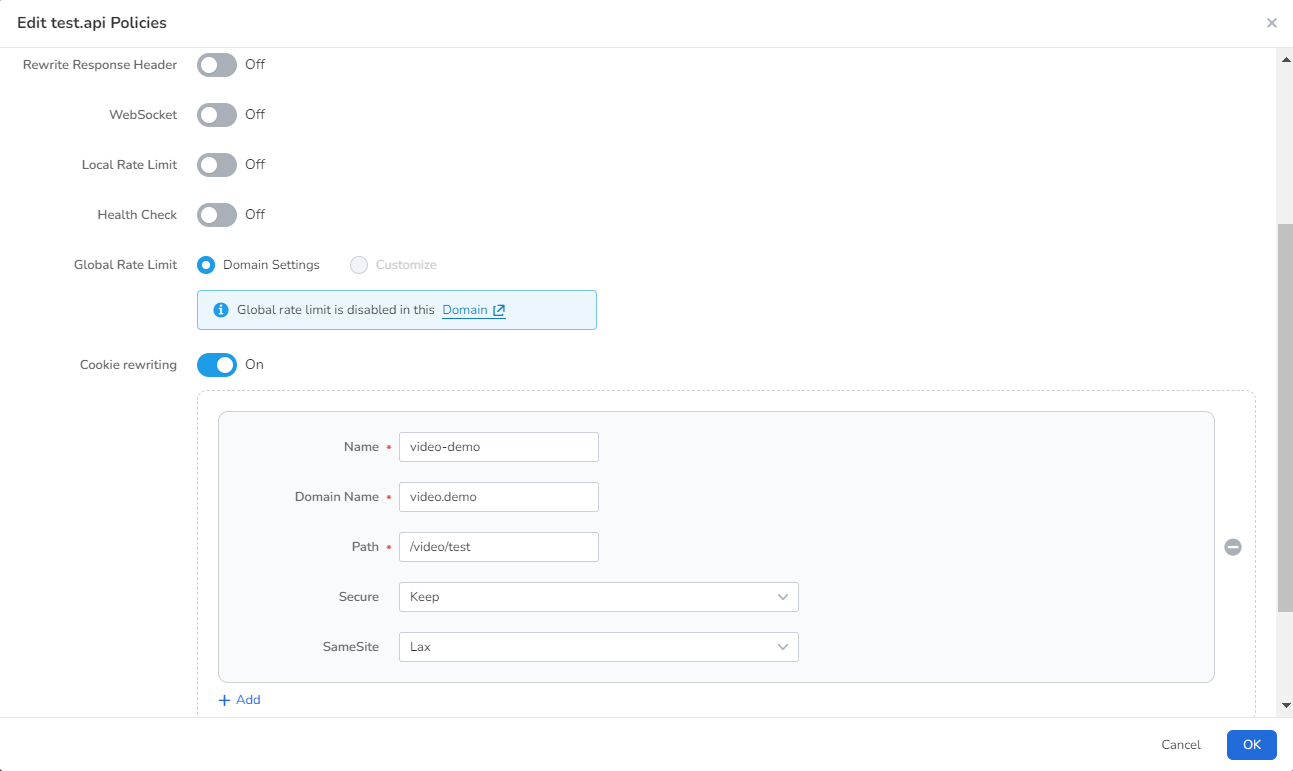 Edit test.api Policies
Rewrite Response Header Off
WebSocket Off
Local Rate Limit Off
Health Check Off
Global Rate Limit Domain Settings Customize
Global rate limit is disabled in this Domain
Cookie rewriting On
Name • video-demo
Domain Name • video.demo
Path • /video/test
Secure Keep
SameSite Lax
+ Add
Cancel OK